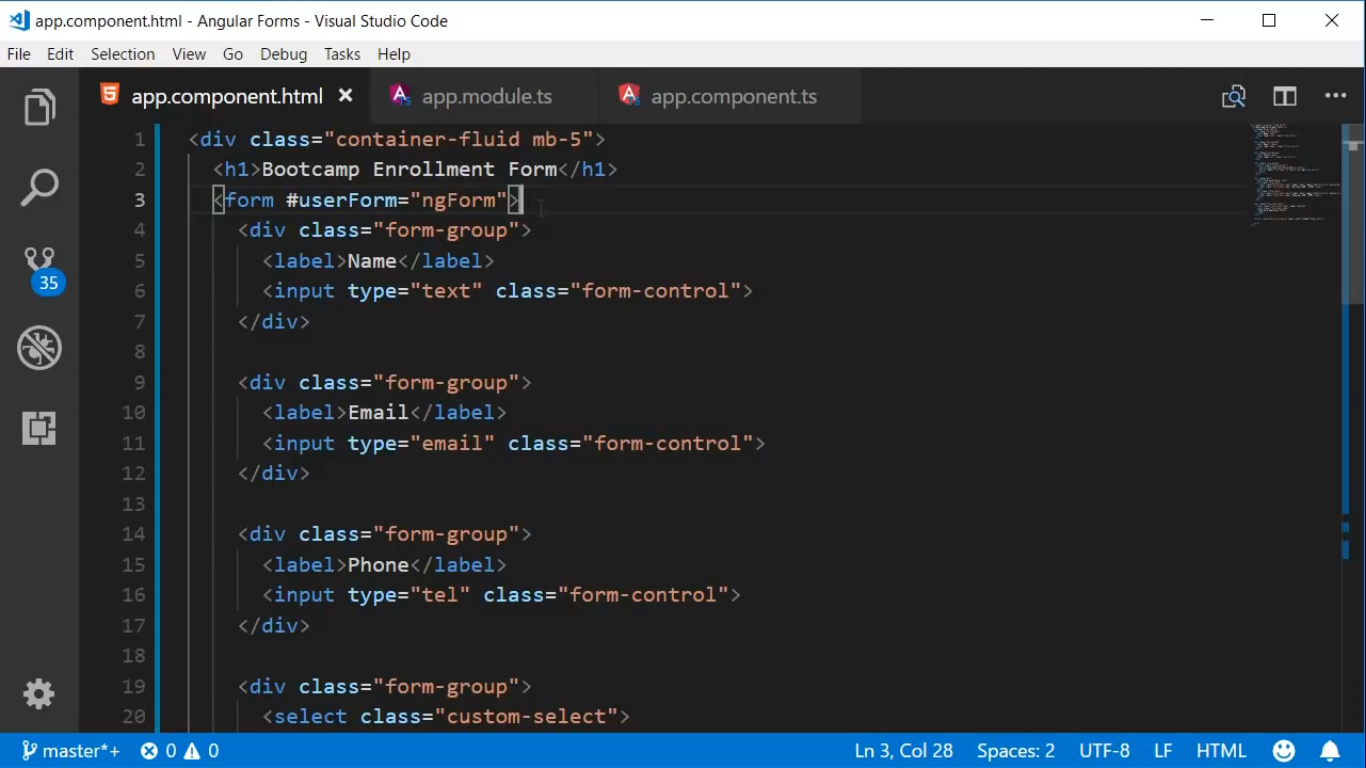 app.component.html - Angular Forms - Visual Studio Code
File Edit Selection View Go Debug Tasks Help
app.component.html app.module.ts app.component.ts
1 <div class="container-fluid mb-5">
2 <h1>Bootcamp Enrollment Form</h1>
3 <form #userForm="ngForm">
4 <div class="form-group">
5 <label>Name</label>
6 <input type="text" class="form-control">
7 </div>
8
9 <div class="form-group">
10 <label>Email</label>
11 <input type="email" class="form-control">
12 </div>
13
14 <div class="form-group">
15 <label>Phone</label>
16 <input type="tel" class="form-control">
17 </div>
18
19 <div class="form-group">
20 <select class="custom-select">
35
master*+ 0 0 Ln 3, Col 28 Spaces: 2 UTF-8 LF HTML